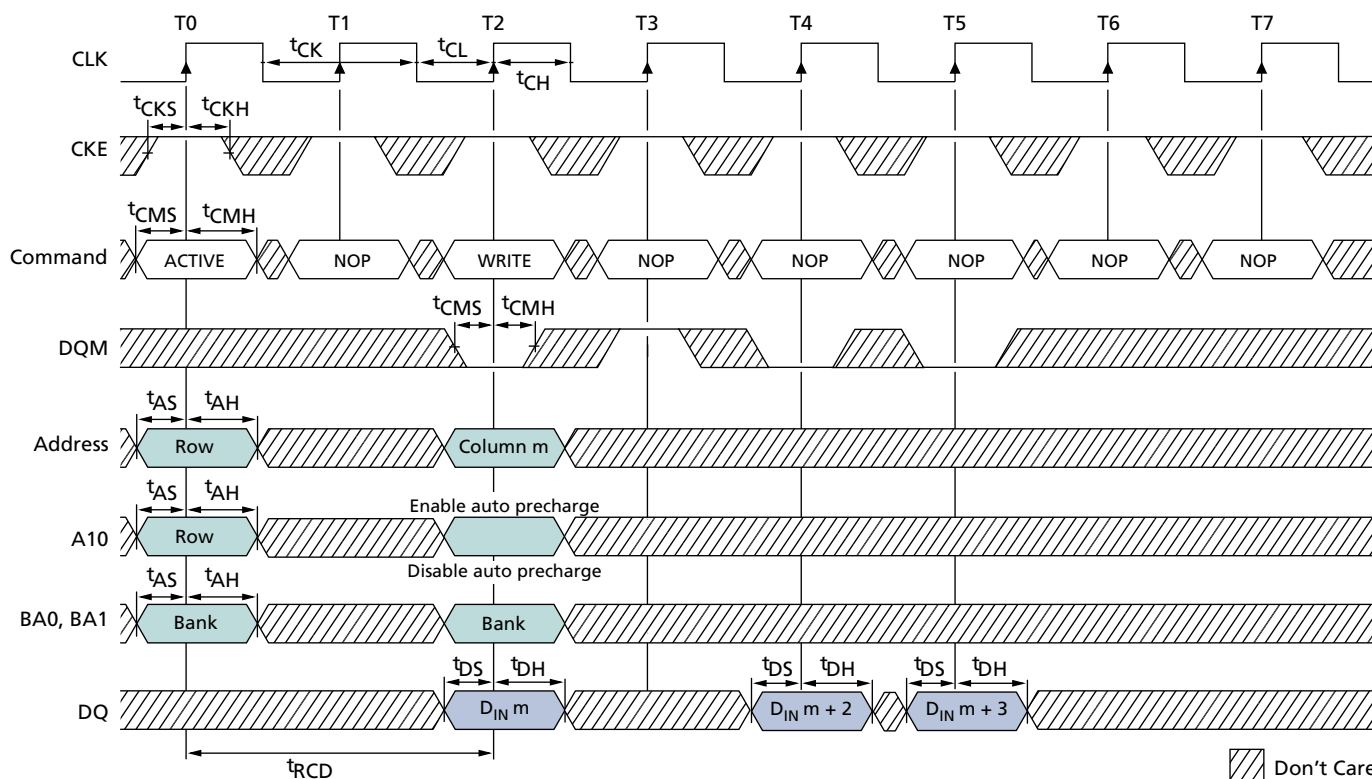 T0 T1 T2 T3 T4 T5 T6 T7
CLK
tCK tCL
tCH
tCKS tCKH
CKE
tCMS tCMH
Command ACTIVE NOP WRITE NOP NOP NOP NOP NOP
tCMS tCMH
DQM
tAS tAH
Address Row Column m
tAS tAH Enable auto precharge
A10 Row
Disable auto precharge
tAS tAH
BA0, BA1 Bank Bank
tDS tDH tDS tDH tDS tDH
DQ DIN m DIN m + 2 DIN m + 3
tRCD
Don't Care